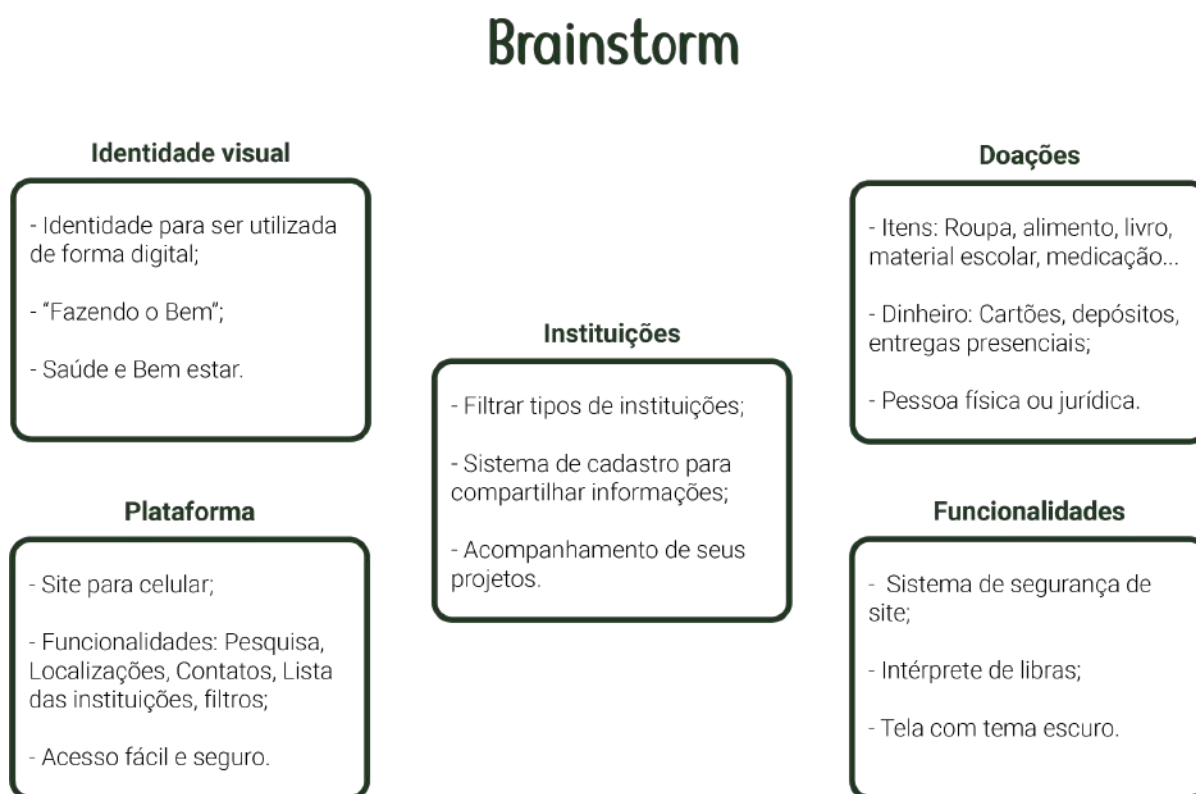 Brainstorm
Identidade visual
- Identidade para ser utilizada
de forma digital;
- “Fazendo o Bem”;
- Saúde e Bem estar.
Plataforma
- Site para celular;
- Funcionalidades: Pesquisa,
Localizações, Contatos, Lista
das instituições, filtros;
- Acesso fácil e seguro.
Instituições
- Filtrar tipos de instituições;
- Sistema de cadastro para
compartilhar informações;
- Acompanhamento de seus
projetos.
Doações
- Itens: Roupa, alimento, livro,
material escolar, medicação...
- Dinheiro: Cartões, depósitos,
entregas presenciais;
- Pessoa física ou jurídica.
Funcionalidades
- Sistema de segurança de
site;
- Intérprete de libras;
- Tela com tema escuro.